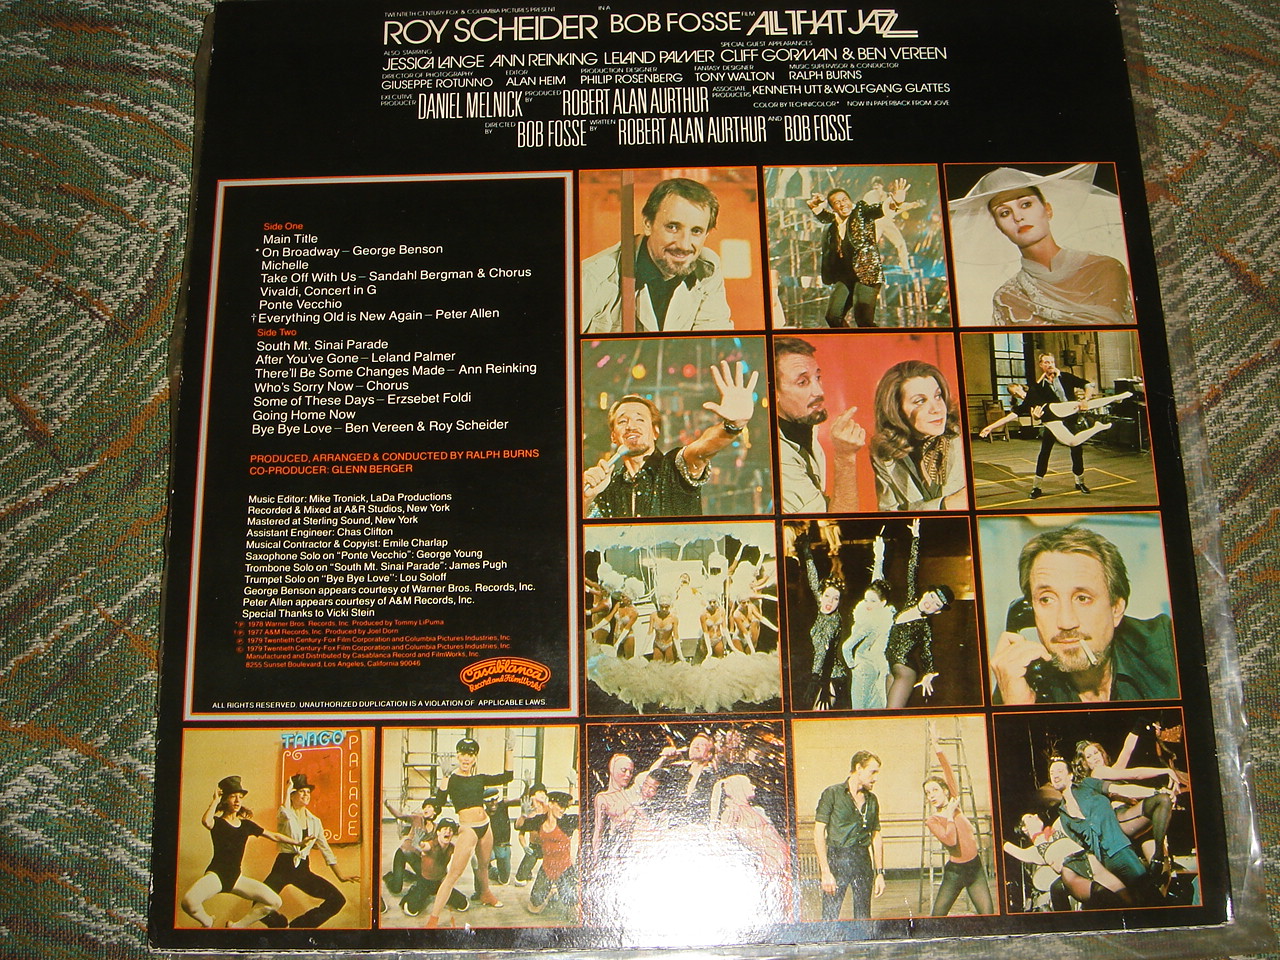 TWENTIETH CENTURY FOX & COLUMBIA PICTURES PRESENT
ROY SCHEIDER IN A BOB FOSSE FILM ALL THAT JAZZ
ALSO STARRING SPECIAL GUEST APPEARANCES
JESSICA LANGE ANN REINKING LELAND PALMER CLIFF GORMAN & BEN VEREEN
DIRECTOR OF PHOTOGRAPHY EDITOR PRODUCTION DESIGNER FANTASY DESIGNER MUSIC SUPERVISOR & CONDUCTOR
GIUSEPPE ROTUNNO ALAN HEIM PHILIP ROSENBERG TONY WALTON RALPH BURNS
EXECUTIVE PRODUCER DANIEL MELNICK PRODUCED BY ROBERT ALAN AURTHUR ASSOCIATE PRODUCERS KENNETH UTT & WOLFGANG GLATTES
COLOR BY TECHNICOLOR® NOW IN PAPERBACK FROM JOVE
DIRECTED BY BOB FOSSE WRITTEN BY ROBERT ALAN AURTHUR AND BOB FOSSE
Side One
Main Title
* On Broadway – George Benson
Michelle
Take Off With Us – Sandahl Bergman & Chorus
Vivaldi, Concert in G
Ponte Vecchio
† Everything Old is New Again – Peter Allen
Side Two
South Mt. Sinai Parade
After You've Gone – Leland Palmer
There'll Be Some Changes Made – Ann Reinking
Who's Sorry Now – Chorus
Some of These Days – Erzsebet Foldi
Going Home Now
Bye Bye Love – Ben Vereen & Roy Scheider
PRODUCED, ARRANGED & CONDUCTED BY RALPH BURNS
CO-PRODUCER: GLENN BERGER
Music Editor: Mike Tronick, LaDa Productions
Recorded & Mixed at A&R Studios, New York
Mastered at Sterling Sound, New York
Assistant Engineer: Chas Clifton
Musical Contractor & Copyist: Emile Charlap
Saxophone Solo on "Ponte Vecchio": George Young
Trombone Solo on "South Mt. Sinai Parade": James Pugh
Trumpet Solo on "Bye Bye Love": Lou Soloff
George Benson appears courtesy of Warner Bros. Records, Inc.
Peter Allen appears courtesy of A&M Records, Inc.
Special Thanks to Vicki Stein
*℗ 1978 Warner Bros. Records, Inc. Produced by Tommy LiPuma
†℗ 1977 A&M Records, Inc. Produced by Joel Dorn
℗ 1979 Twentieth Century-Fox Film Corporation and Columbia Pictures Industries, Inc.
© 1979 Twentieth Century-Fox Film Corporation and Columbia Pictures Industries, Inc.
Manufactured and Distributed by Casablanca Record and FilmWorks, Inc.
8255 Sunset Boulevard, Los Angeles, California 90046
Casablanca
Record and FilmWorks
ALL RIGHTS RESERVED. UNAUTHORIZED DUPLICATION IS A VIOLATION OF APPLICABLE LAWS.
TANGO
PALACE